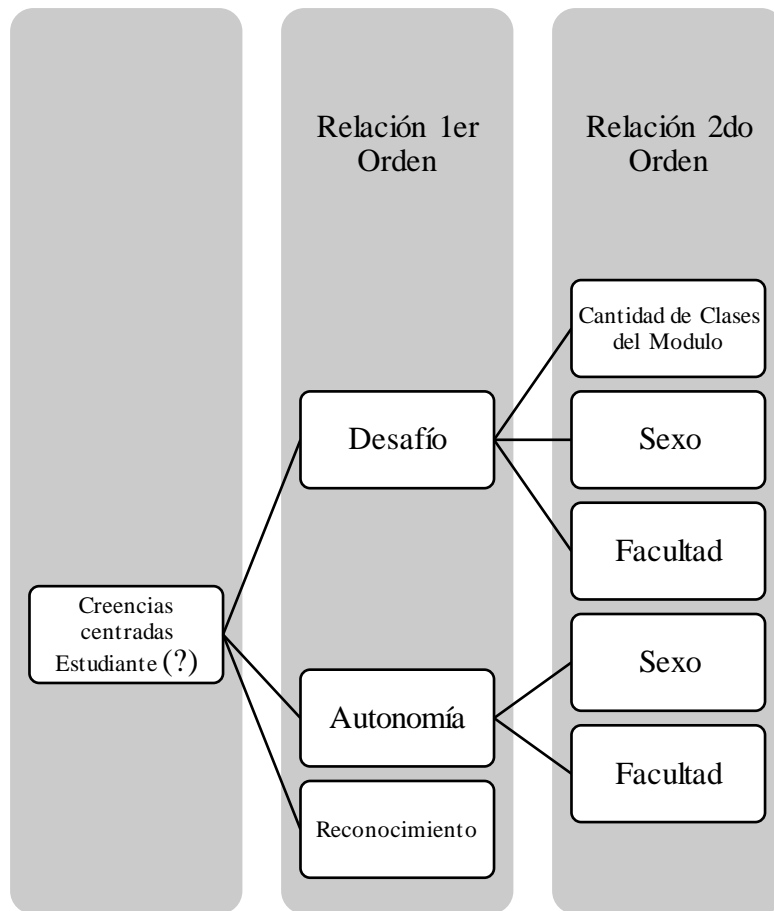 Relación 1er
Orden
Relación 2do
Orden
Cantidad de Clases
del Modulo
Desafío
Sexo
Facultad
Creencias
centradas
Estudiante (?)
Sexo
Autonomía
Facultad
Reconocimiento